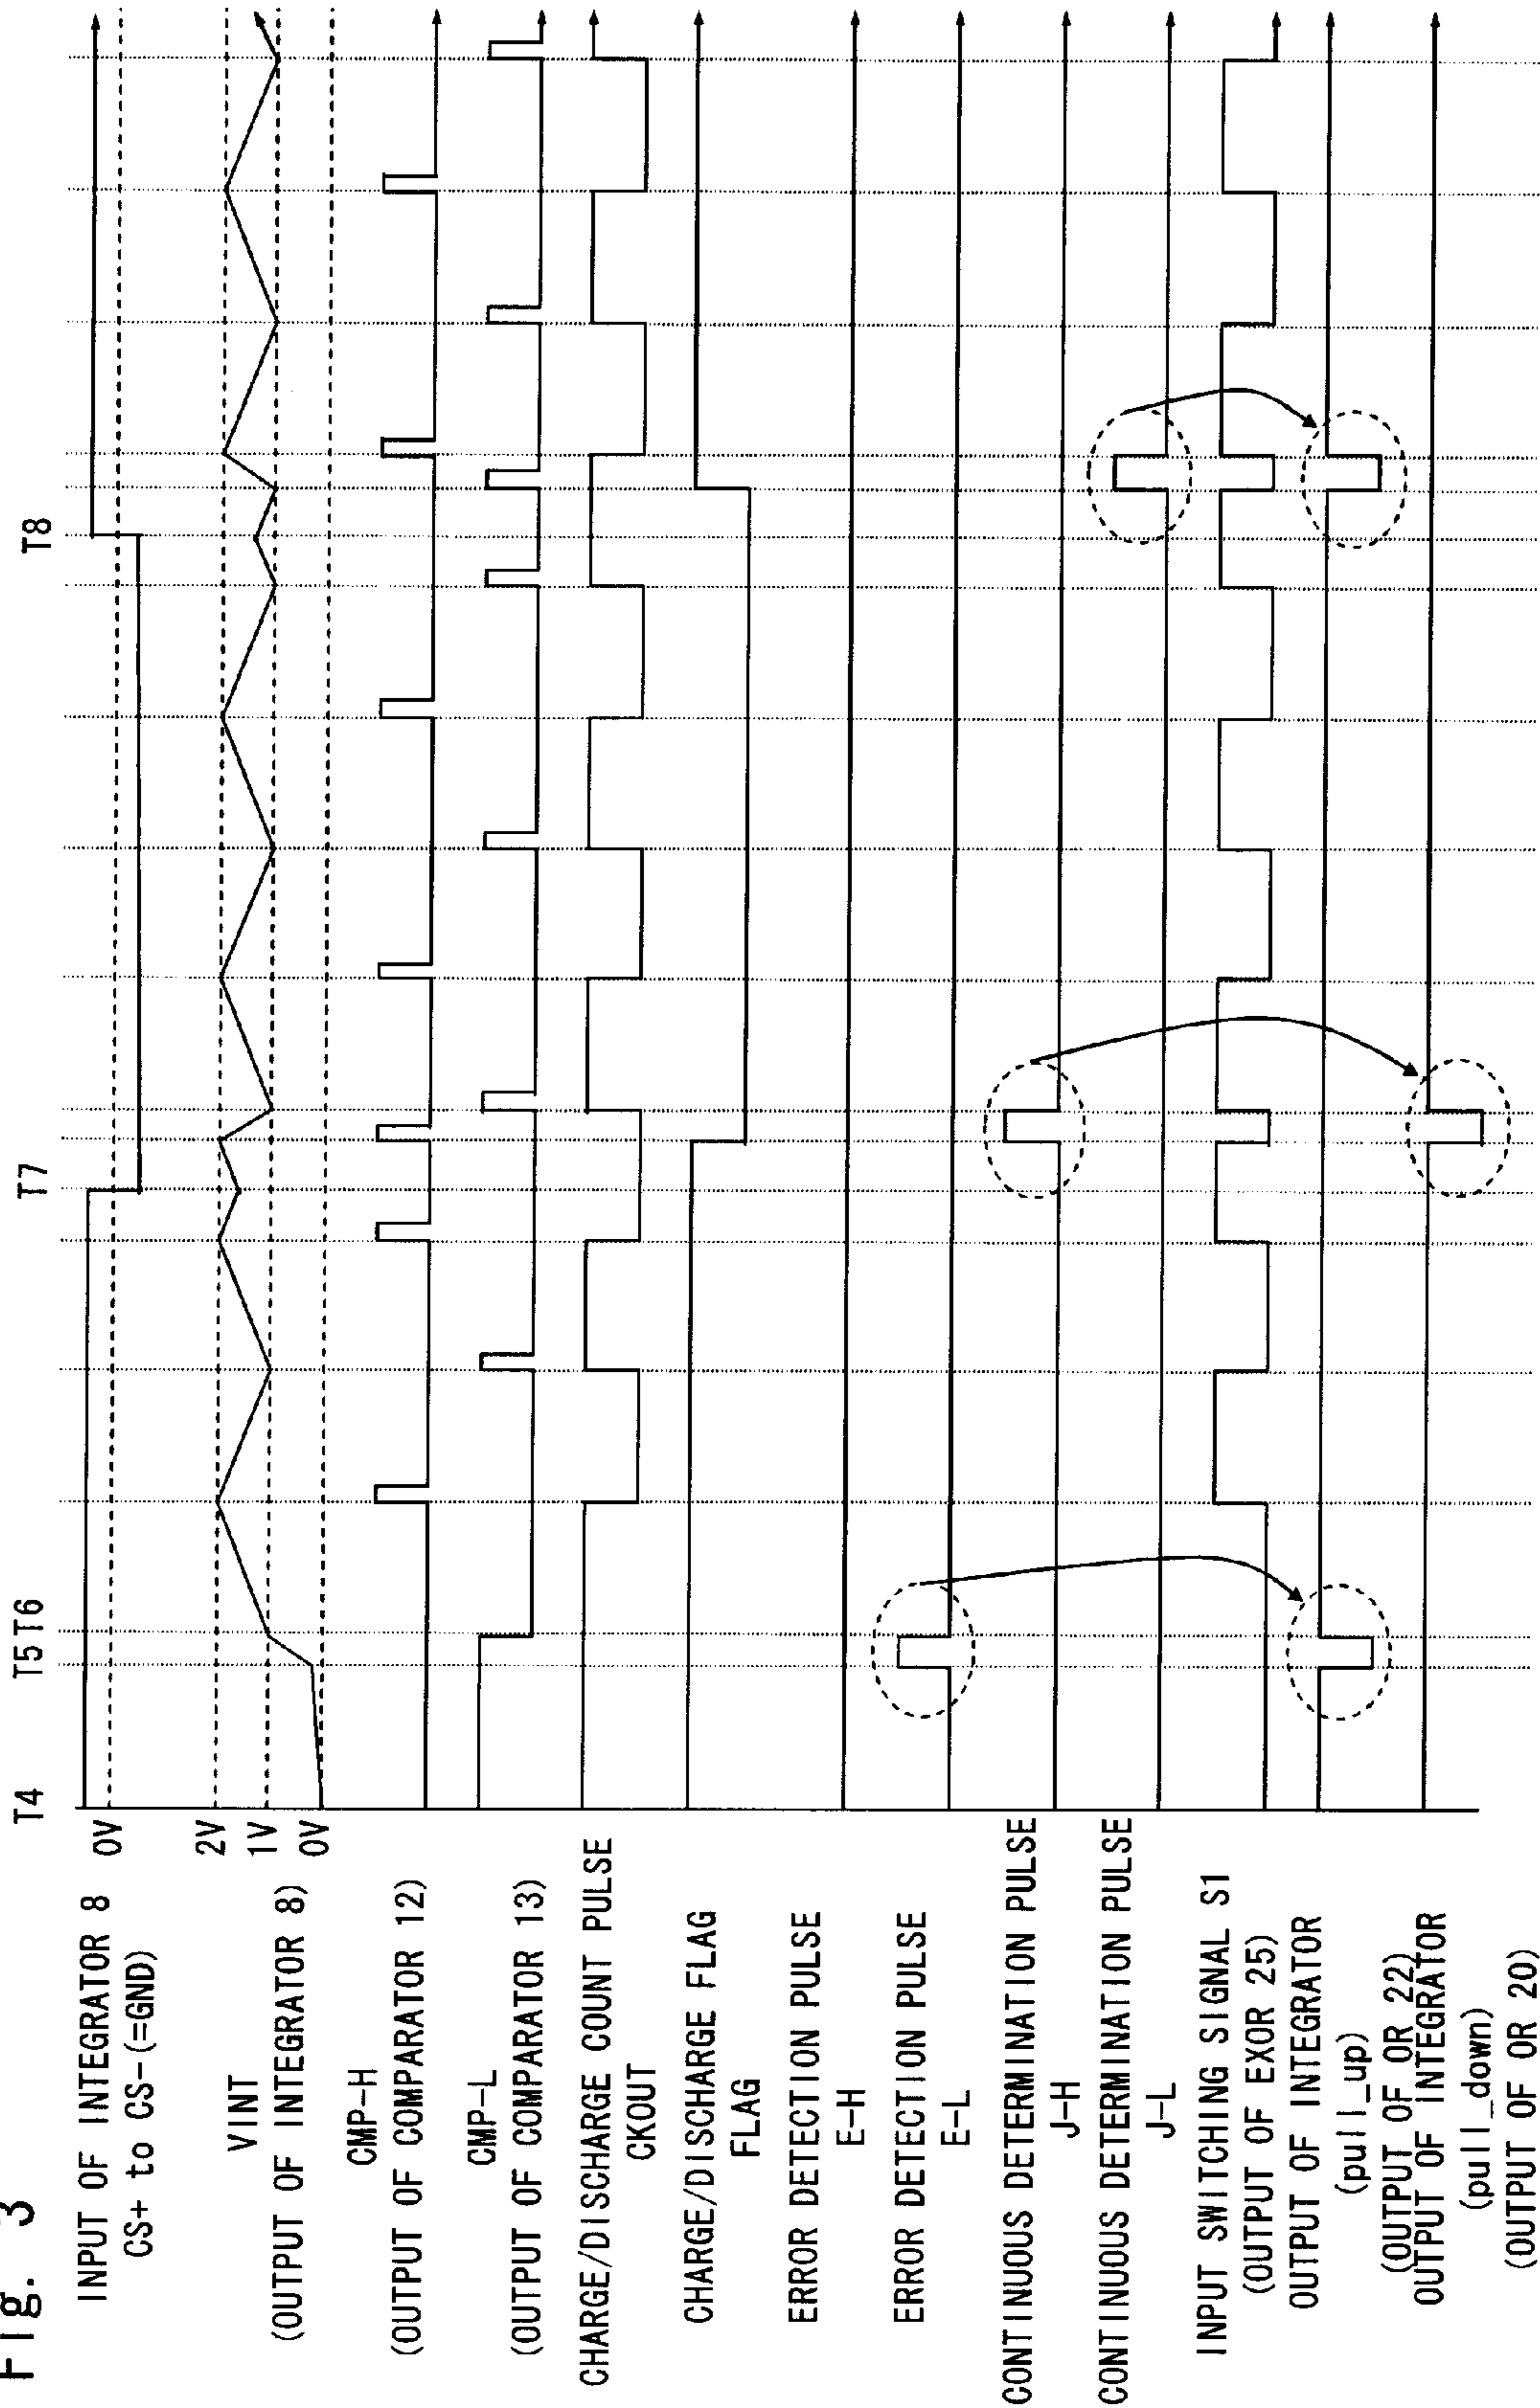 Fig. 3
T4
T5
T6
T7
T8
INPUT OF INTEGRATOR 8
CS+ to CS-(=GND)
0V
VINT
(OUTPUT OF INTEGRATOR 8)
2V
1V
0V
CMP-H
(OUTPUT OF COMPARATOR 12)
CMP-L
(OUTPUT OF COMPARATOR 13)
CHARGE/DISCHARGE COUNT PULSE
CKOUT
CHARGE/DISCHARGE FLAG
FLAG
ERROR DETECTION PULSE
E-H
ERROR DETECTION PULSE
E-L
CONTINUOUS DETERMINATION PULSE
J-H
CONTINUOUS DETERMINATION PULSE
J-L
INPUT SWITCHING SIGNAL S1
(OUTPUT OF EXOR 25)
OUTPUT OF INTEGRATOR
(pull_up)
(OUTPUT OF OR 22)
OUTPUT OF INTEGRATOR
(pull_down)
(OUTPUT OF OR 20)